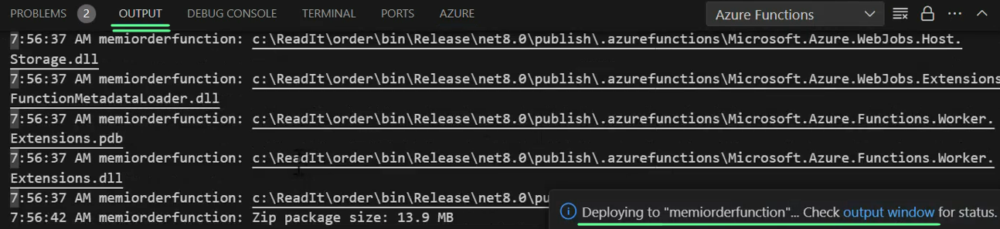 PROBLEMS 2 OUTPUT DEBUG CONSOLE TERMINAL PORTS AZURE Azure Functions
7:56:37 AM memiorderfunction: c:\ReadIt\order\bin\Release\net8.0\publish\.azurefunctions\Microsoft.Azure.WebJobs.Host.
Storage.dll
7:56:37 AM memiorderfunction: c:\ReadIt\order\bin\Release\net8.0\publish\.azurefunctions\Microsoft.Azure.WebJobs.Extensions
FunctionMetadataLoader.dll
7:56:37 AM memiorderfunction: c:\ReadIt\order\bin\Release\net8.0\publish\.azurefunctions\Microsoft.Azure.Functions.Worker.
Extensions.pdb
7:56:37 AM memiorderfunction: c:\ReadIt\order\bin\Release\net8.0\publish\.azurefunctions\Microsoft.Azure.Functions.Worker.
Extensions.dll
7:56:37 AM memiorderfunction: c:\ReadIt\order\bin\Release\net8.0\pu
7:56:42 AM memiorderfunction: Zip package size: 13.9 MB
Deploying to "memiorderfunction"... Check output window for status.